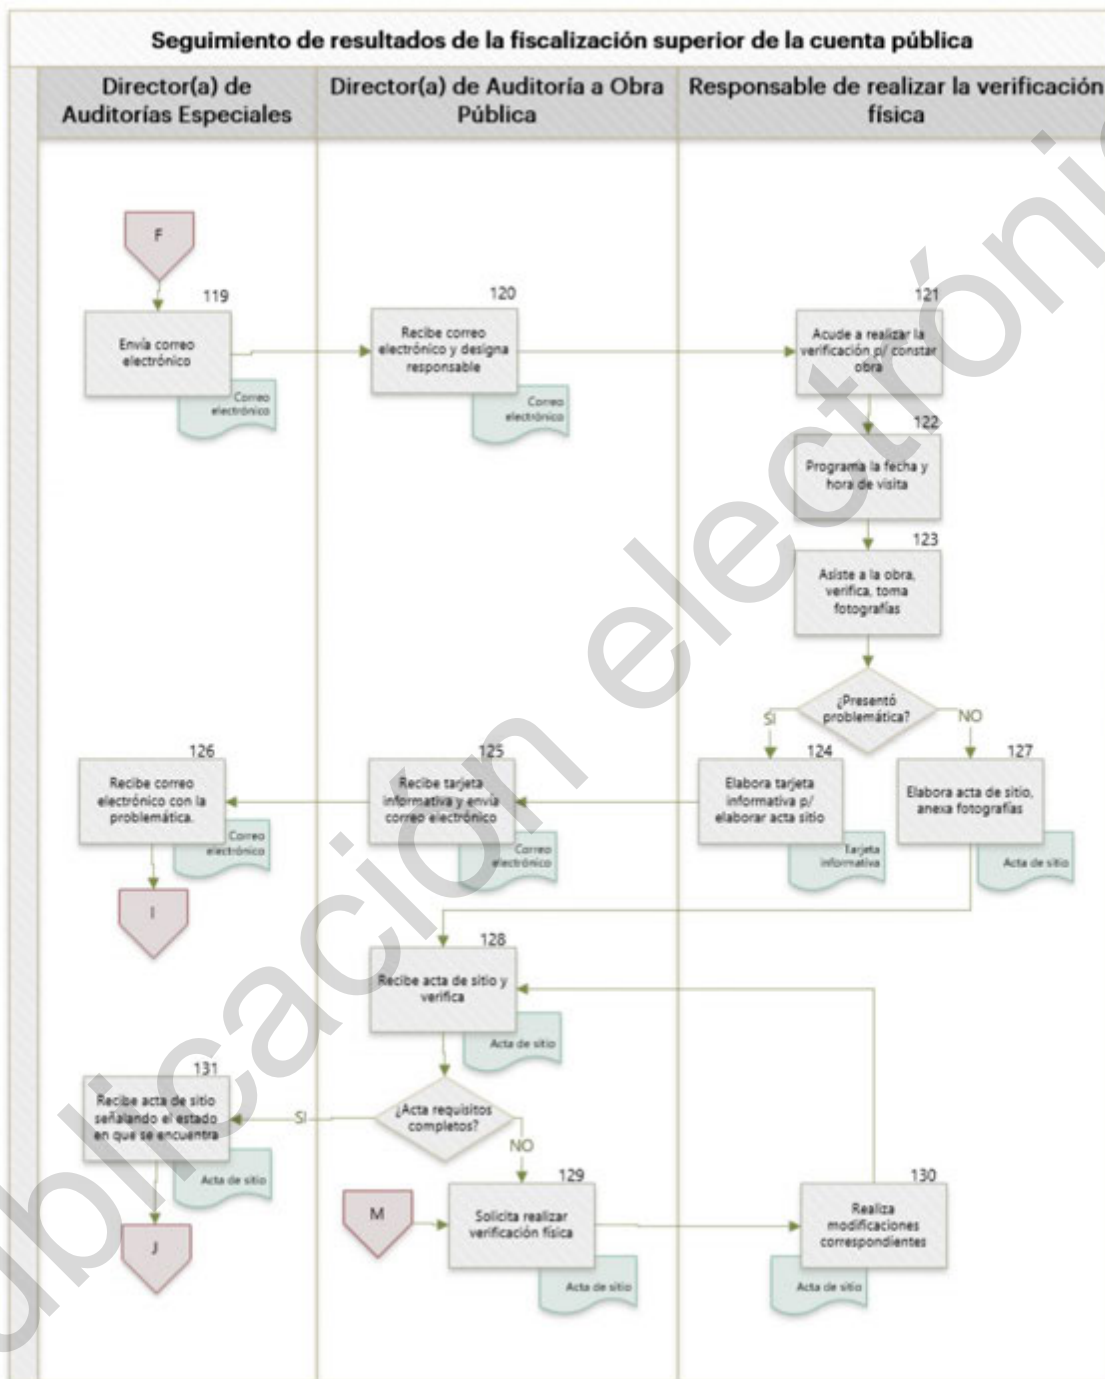 Seguimiento de resultados de la fiscalización superior de la cuenta pública
Director(a) de
Auditorías Especiales
Director(a) de Auditoría a Obra
Pública
Responsable de realizar la verificación
física
F
119
Envía correo
electrónico
Correo
electrónico
120
Recibe correo
electrónico y designa
responsable
Correo
electrónico
121
Acude a realizar la
verificación p/ constar
obra
122
Programa la fecha y
hora de visita
123
Asiste a la obra,
verifica, toma
fotografías
¿Presentó
problemática?
SI
NO
124
Elabora tarjeta
informativa p/
elaborar acta sitio
Tarjeta
informativa
127
Elabora acta de sitio,
anexa fotografías
Acta de sitio
125
Recibe tarjeta
informativa y envía
correo electrónico
Correo
electrónico
126
Recibe correo
electrónico con la
problemática.
Correo
electrónico
I
128
Recibe acta de sitio y
verifica
Acta de sitio
¿Acta requisitos
completos?
SI
NO
131
Recibe acta de sitio
señalando el estado
en que se encuentra
Acta de sitio
J
M
129
Solicita realizar
verificación física
Acta de sitio
130
Realiza
modificaciones
correspondientes
Acta de sitio
ublicación electrónic